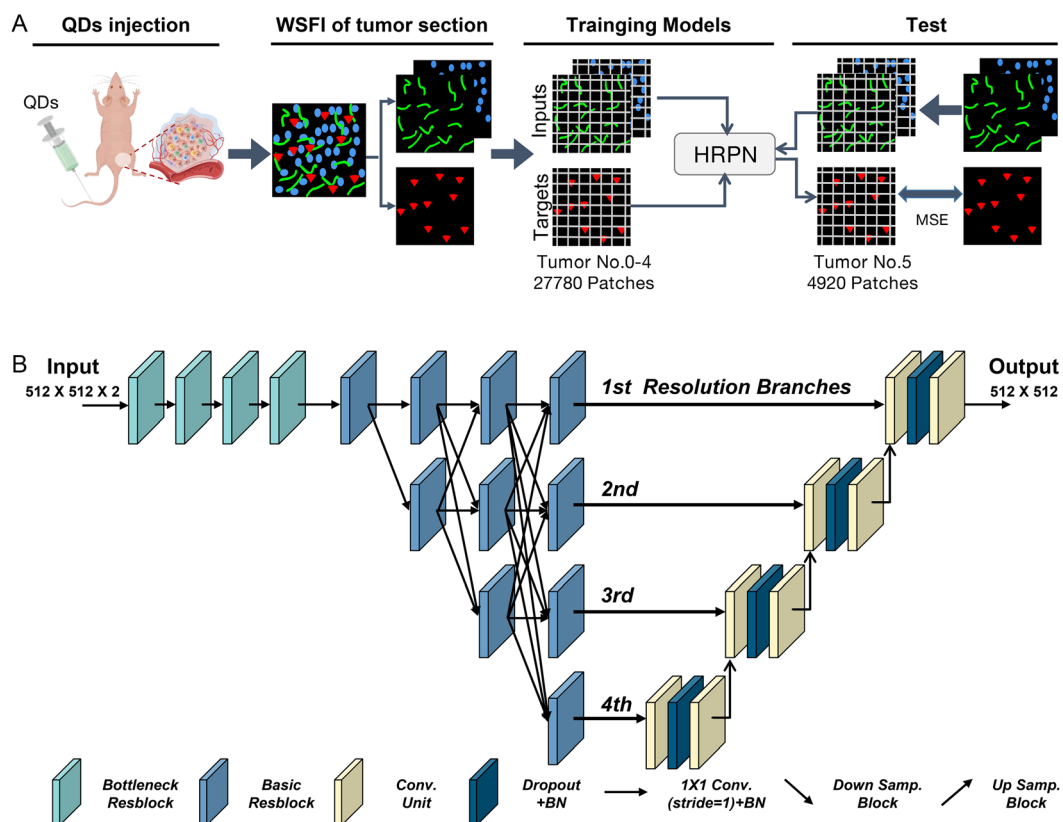 A
QDs injection
WSFI of tumor section
Trainging Models
Test
QDs
Inputs
Targets
HRPN
MSE
Tumor No.0-4
27780 Patches
Tumor No.5
4920 Patches
B
Input
512 X 512 X 2
1st Resolution Branches
Output
512 X 512
2nd
3rd
4th
Bottleneck
Resblock
Basic
Resblock
Conv.
Unit
Dropout
+BN
1X1 Conv.
(stride=1)+BN
Down Samp.
Block
Up Samp.
Block